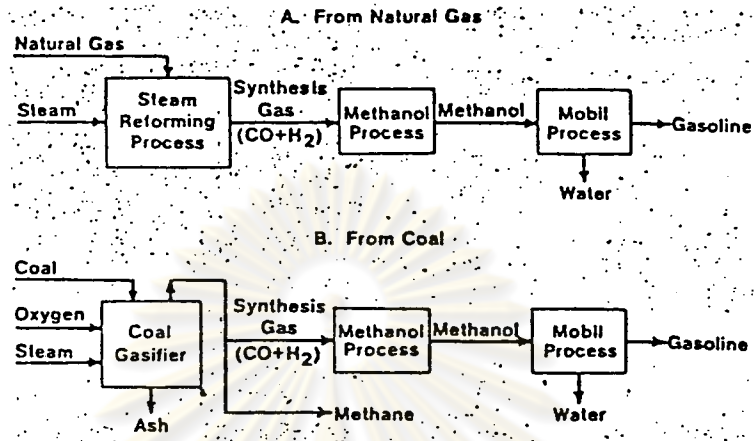 A. From Natural Gas
Natural Gas
Steam
Steam
Reforming
Process
Synthesis
Gas
(CO+H2)
Methanol
Process
Methanol
Mobil
Process
Gasoline
Water
B. From Coal
Coal
Oxygen
Steam
Coal
Gasifier
Ash
Synthesis
Gas
(CO+H2)
Methane
Methanol
Process
Methanol
Mobil
Process
Gasoline
Water